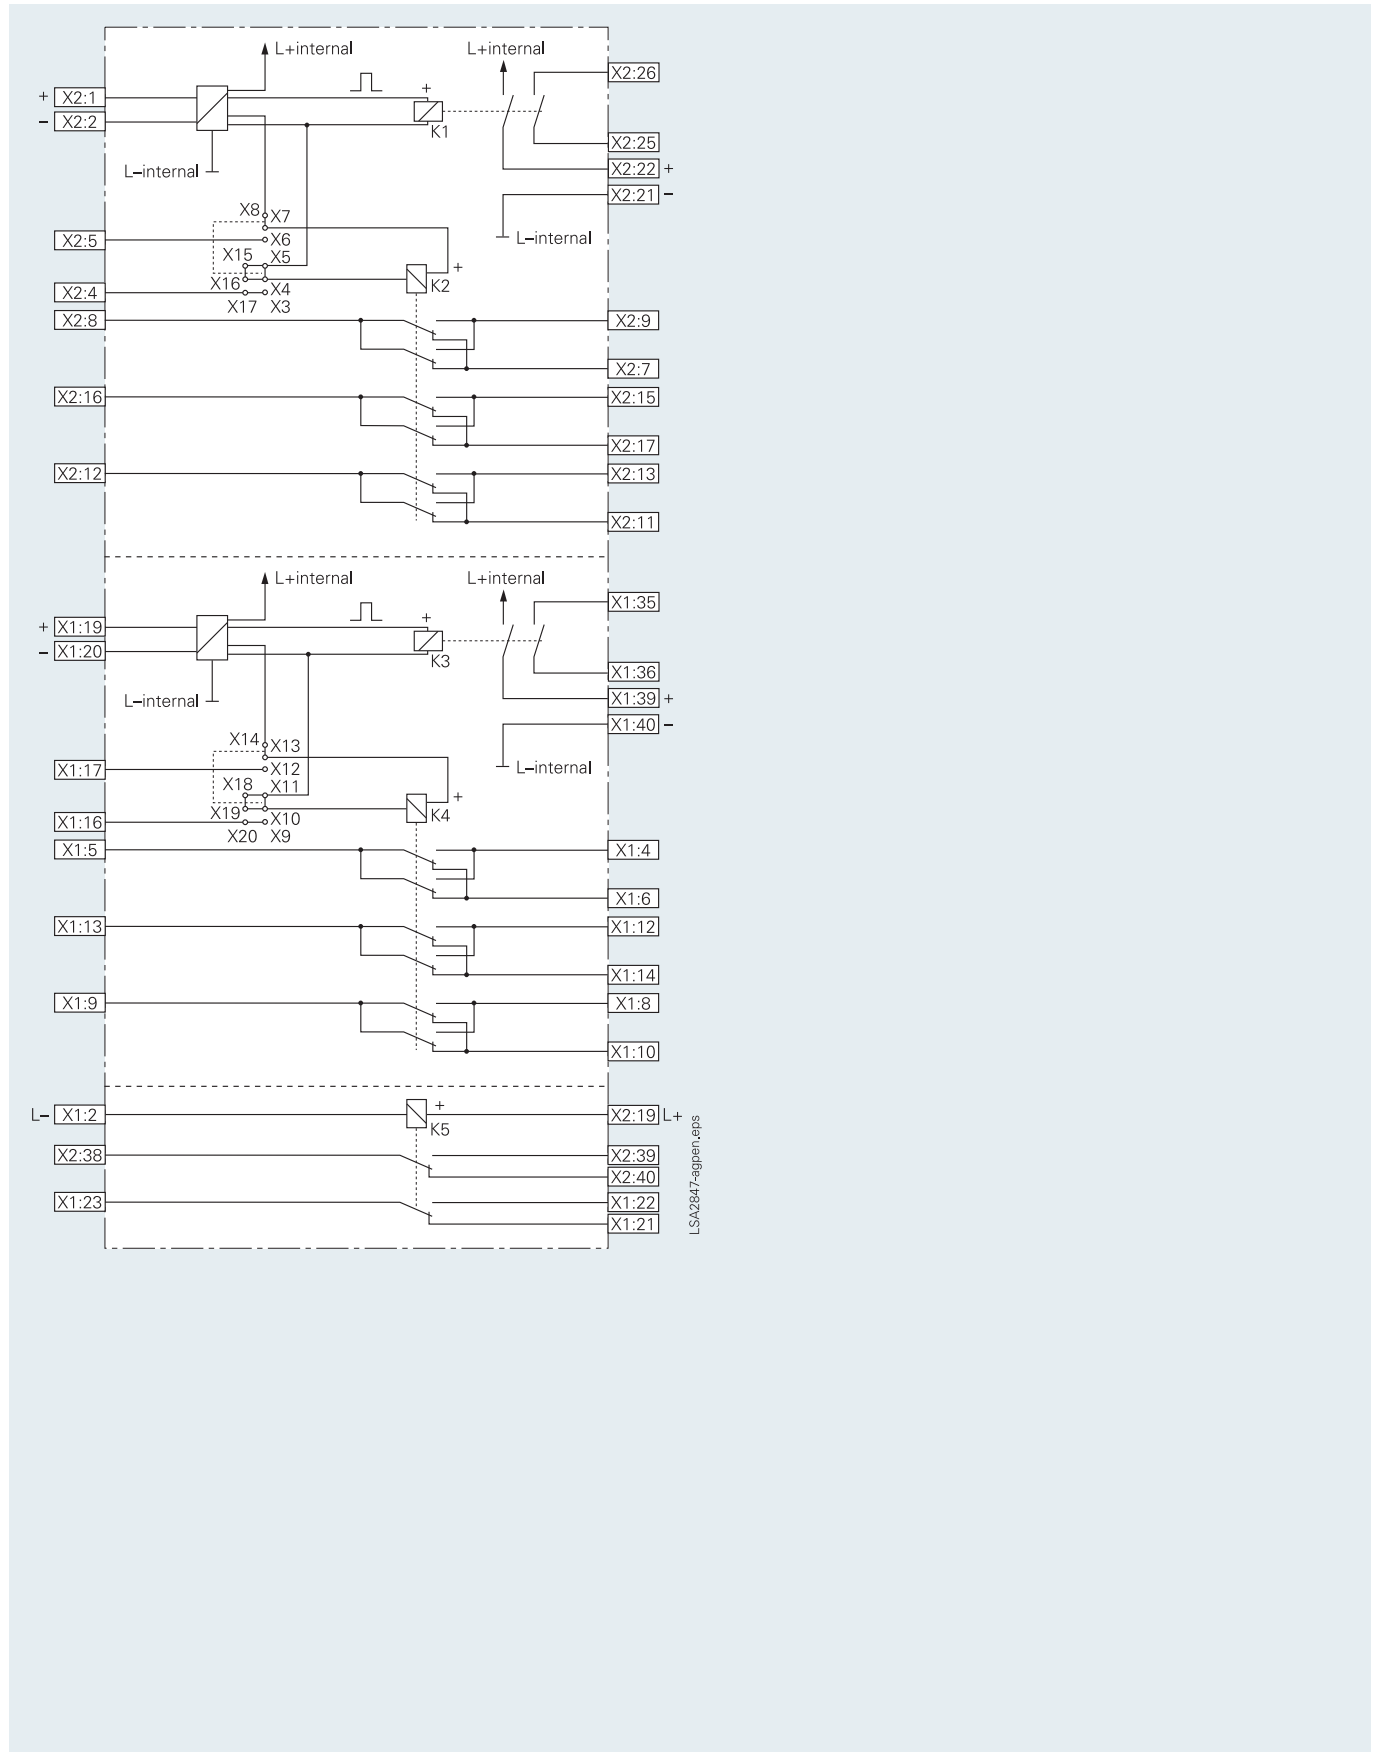 L+internal
L+internal
X2:26
+ X2:1
+
− X2:2
K1
X2:25
L−internal
X2:22 +
X2:21 −
X8 X7
X2:5
X6
L−internal
X15 X5
+
X16
K2
X2:4
X4
X17 X3
X2:8
X2:9
X2:7
X2:16
X2:15
X2:17
X2:12
X2:13
X2:11
L+internal
L+internal
X1:35
+ X1:19
+
− X1:20
K3
X1:36
L−internal
X1:39 +
X1:40 −
X14 X13
X1:17
X12
L−internal
X18 X11
+
X19
K4
X1:16
X10
X20 X9
X1:5
X1:4
X1:6
X1:13
X1:12
X1:14
X1:9
X1:8
X1:10
L− X1:2
+
K5
X2:19 L+
X2:38
X2:39
X2:40
X1:23
X1:22
X1:21
LSA2847-agpen.eps